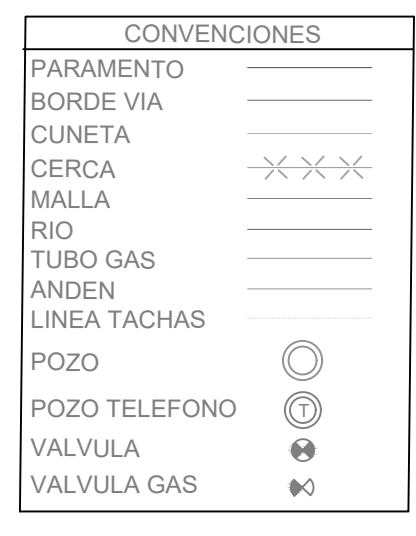 CONVENCIONES
PARAMENTO
BORDE VIA
CUNETA
CERCA
MALLA
RIO
TUBO GAS
ANDEN
LINEA TACHAS
POZO
POZO TELEFONO T
VALVULA
VALVULA GAS